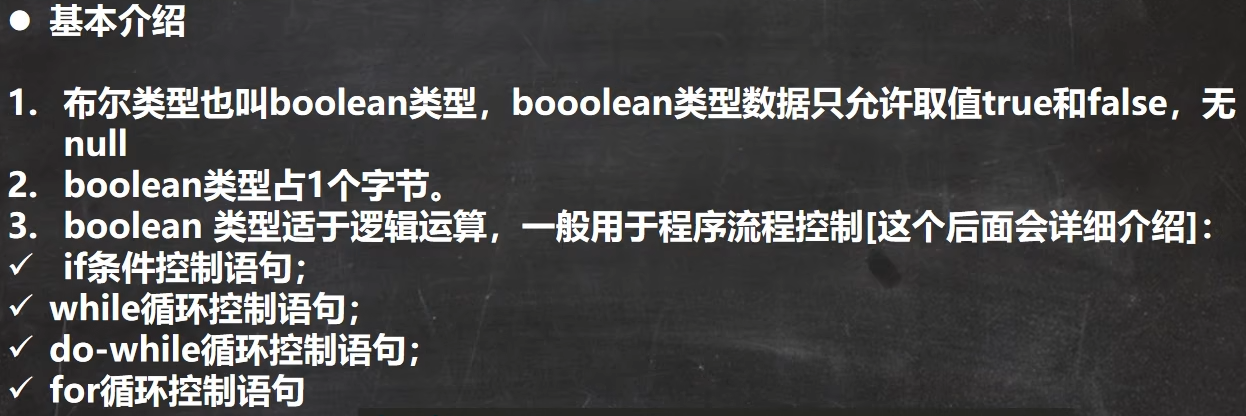 ● 基本介绍
1. 布尔类型也叫boolean类型，booolean类型数据只允许取值true和false，无
null
2. boolean类型占1个字节。
3. boolean 类型适于逻辑运算，一般用于程序流程控制[这个后面会详细介绍]：
✓ if条件控制语句；
✓ while循环控制语句；
✓ do-while循环控制语句；
✓ for循环控制语句